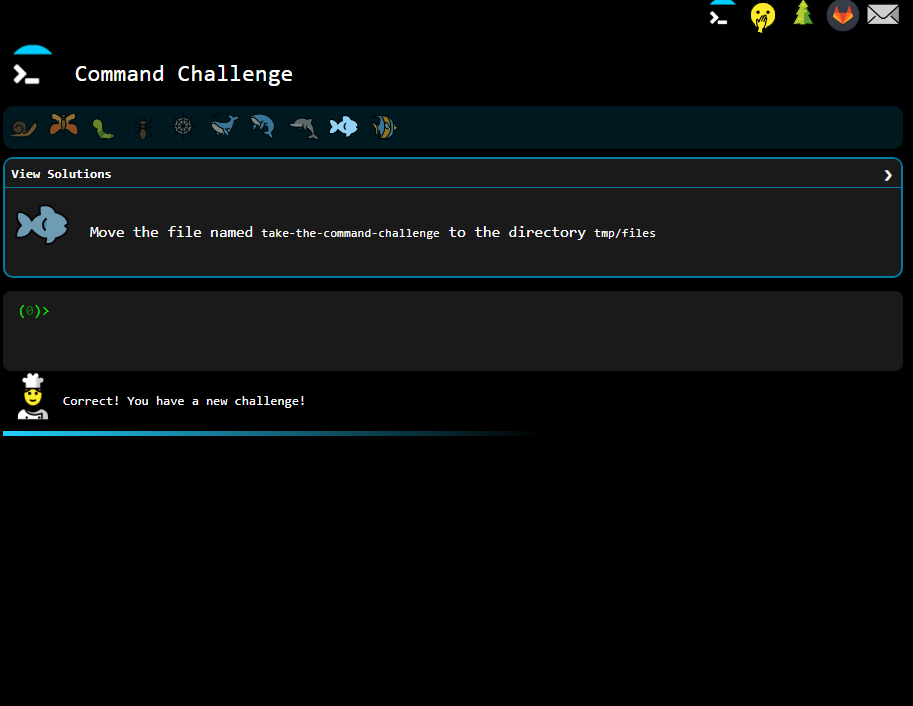 Command Challenge
View Solutions
Move the file named take-the-command-challenge to the directory tmp/files
(0)>
Correct! You have a new challenge!